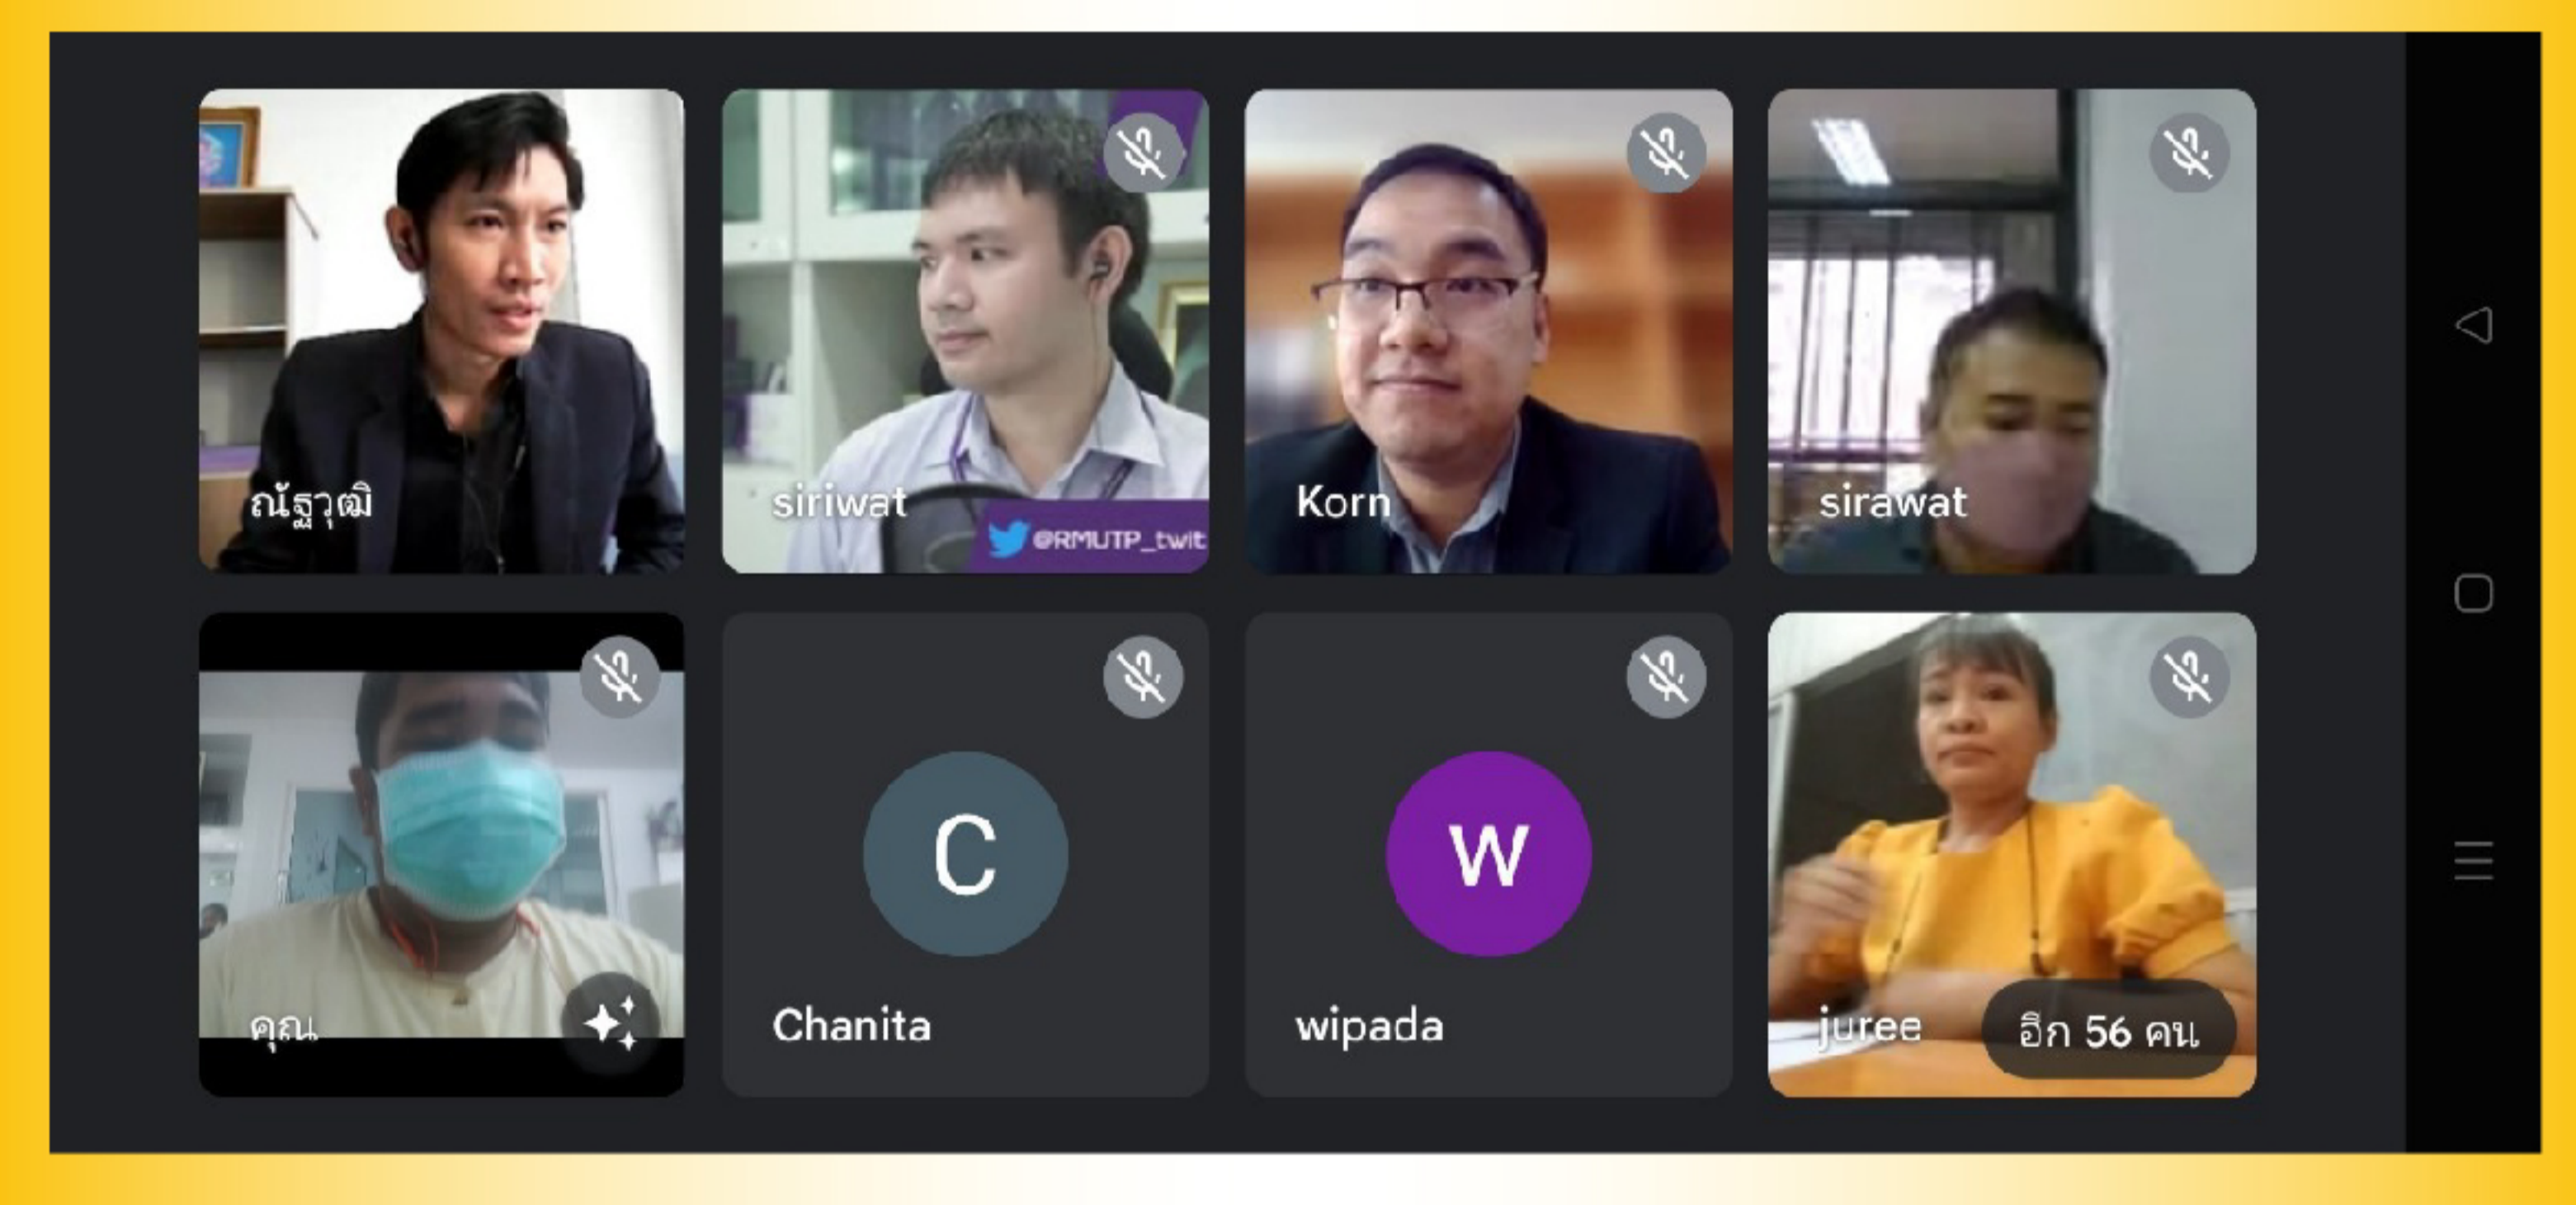 ณัฐวุฒิ
siriwat
@RMUTP_twit
Korn
sirawat
คุณ
C
Chanita
W
wipada
juree
อีก 56 คน